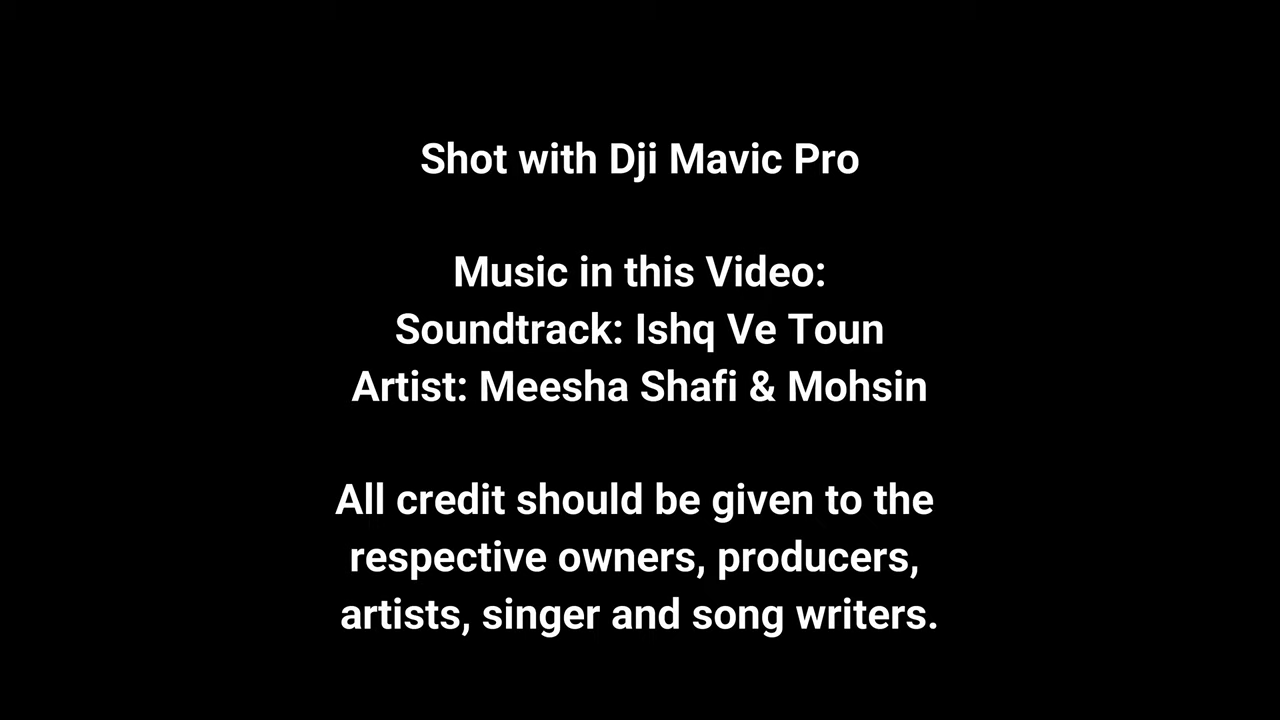 Shot with Dji Mavic Pro
Music in this Video:
Soundtrack: Ishq Ve Toun
Artist: Meesha Shafi & Mohsin
All credit should be given to the
respective owners, producers,
artists, singer and song writers.